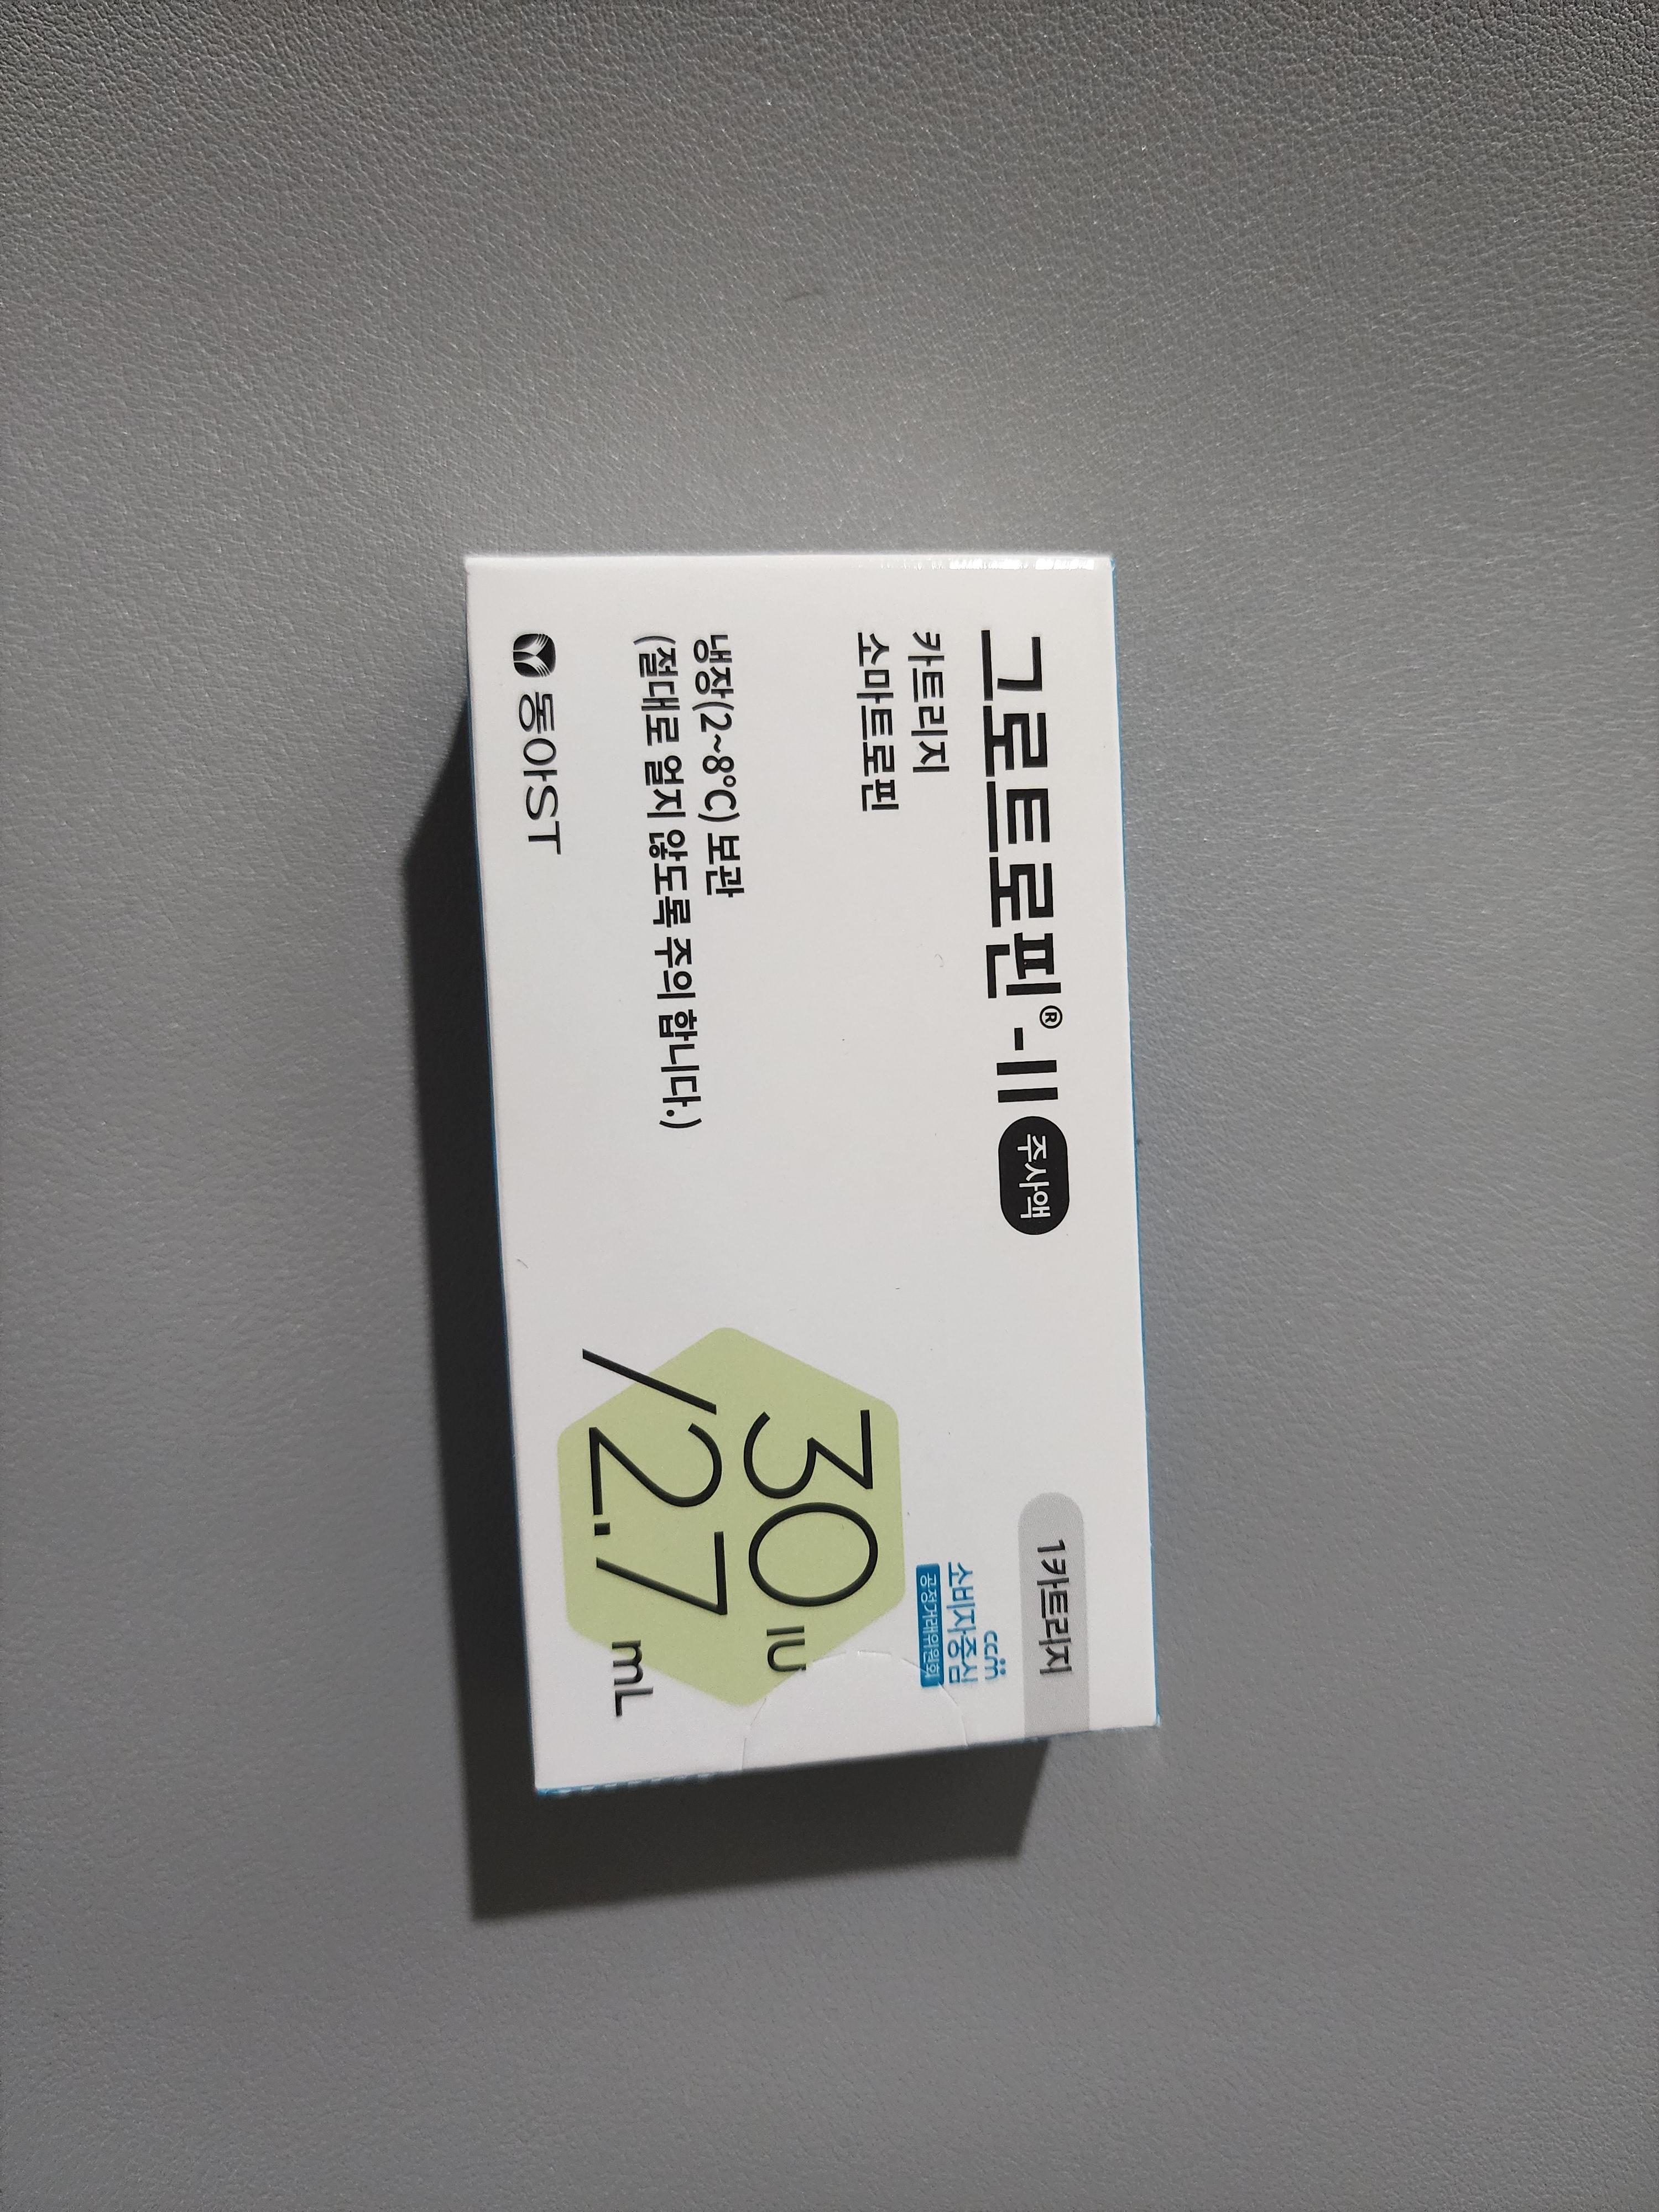 그로트로핀®-II 주사액
1카트리지
카트리지
소마트로핀
ccm
소비자중심
공정거래위원회
냉장(2~8℃) 보관
(절대로 얼지 않도록 주의 합니다.)
30 IU
/2.7 mL
동아ST